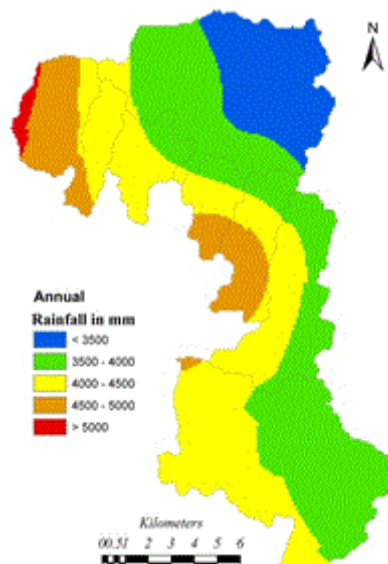 N
Annual
Rainfall in mm
< 3500
3500 - 4000
4000 - 4500
4500 - 5000
> 5000
Kilometers
00.51 2 3 4 5 6